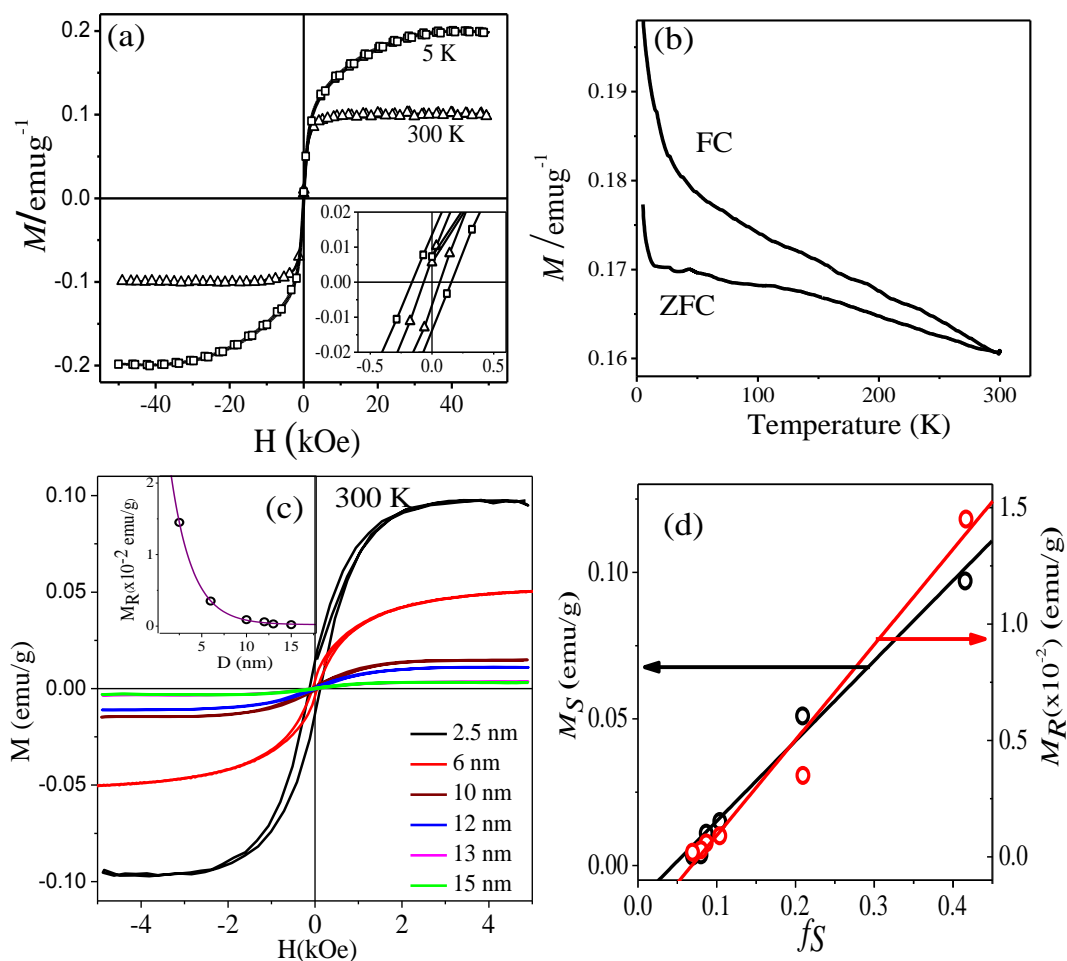 (a)
0.2
0.1
0.0
-0.1
-0.2
M/emug⁻¹
5 K
300 K
0.02
0.01
0.00
-0.01
-0.02
-0.5 0.0 0.5
-40 -20 0 20 40
H (kOe)
(b)
0.19
0.18
0.17
0.16
M /emug⁻¹
FC
ZFC
0 100 200 300
Temperature (K)
(c)
300 K
0.10
0.05
0.00
-0.05
-0.10
M (emu/g)
2
1
0
M_R(x10⁻² emu/g)
5 10 15
D (nm)
2.5 nm
6 nm
10 nm
12 nm
13 nm
15 nm
-4 -2 0 2 4
H(kOe)
(d)
0.10
0.05
0.00
M_S (emu/g)
1.5
1.0
0.5
0.0
M_R(x10⁻²) (emu/g)
0.0 0.1 0.2 0.3 0.4
f_S